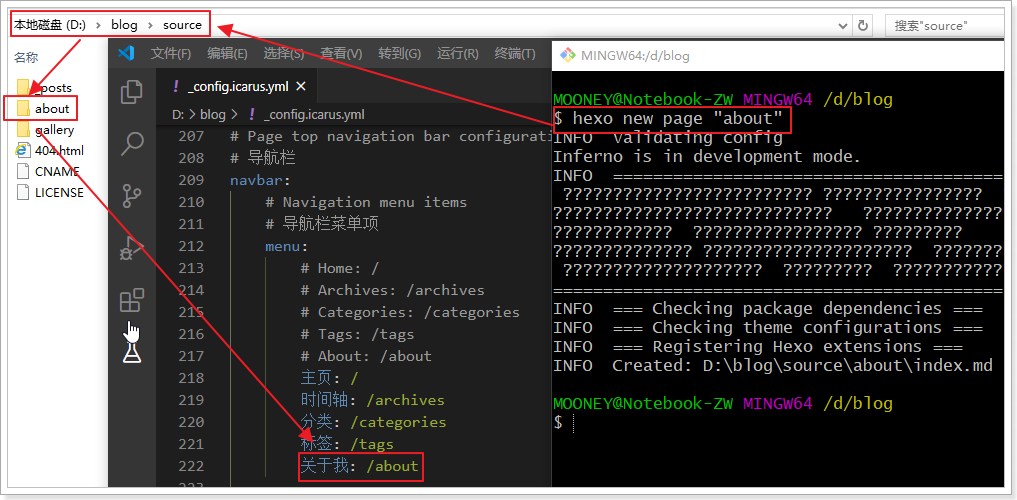 本地磁盘 (D:) › blog › source
搜索"source"
名称
_posts
about
gallery
404.html
CNAME
LICENSE
文件(F) 编辑(E) 选择(S) 查看(V) 转到(G) 运行(R) 终端(T)
! _config.icarus.yml ×
D: › blog › ! _config.icarus.yml
207 # Page top navigation bar configurati
208 # 导航栏
209 navbar:
210 # Navigation menu items
211 # 导航栏菜单项
212 menu:
213 # Home: /
214 # Archives: /archives
215 # Categories: /categories
216 # Tags: /tags
217 # About: /about
218 主页: /
219 时间轴: /archives
220 分类: /categories
221 标签: /tags
222 关于我: /about
MINGW64:/d/blog
MOONEY@Notebook-ZW MINGW64 /d/blog
$ hexo new page "about"
INFO Validating config
Inferno is in development mode.
INFO =======================================
????????????????????????? ????????????????
???????????????????????????? ??????????????
???????????? ????????????????? ?????????
?????????????? ????????????????????? ???????
???????????????????? ????????? ???????????
=============================================
INFO === Checking package dependencies ===
INFO === Checking theme configurations ===
INFO === Registering Hexo extensions ===
INFO Created: D:\blog\source\about\index.md
MOONEY@Notebook-ZW MINGW64 /d/blog
$